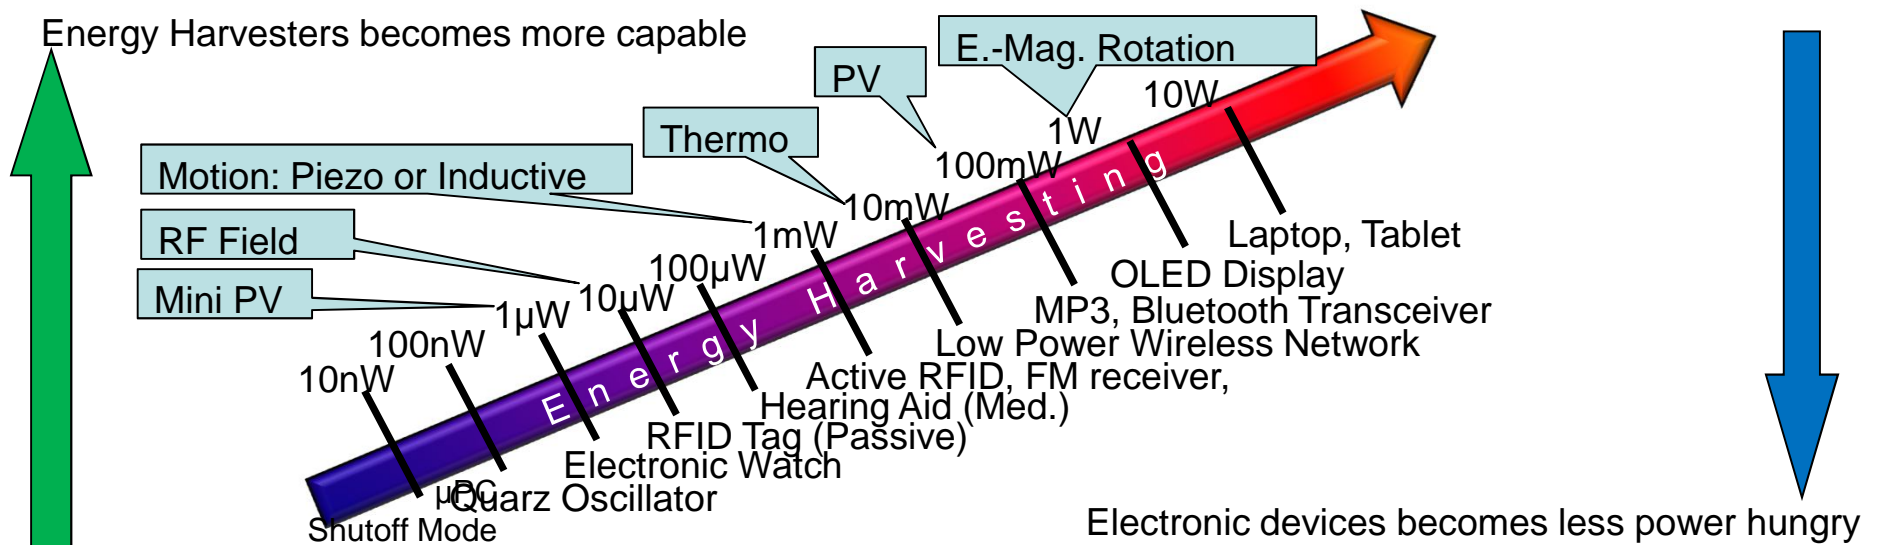 Energy Harvesters becomes more capable
E.-Mag. Rotation
PV
10W
1W
Thermo
100mW
Motion: Piezo or Inductive
10mW
RF Field
1mW
100µW
Mini PV
10µW
1µW
100nW
10nW
Energy Harvesting
Laptop, Tablet
OLED Display
MP3, Bluetooth Transceiver
Low Power Wireless Network
Active RFID, FM receiver,
Hearing Aid (Med.)
RFID Tag (Passive)
Electronic Watch
Quarz Oscillator
µPC
Shutoff Mode
Electronic devices becomes less power hungry